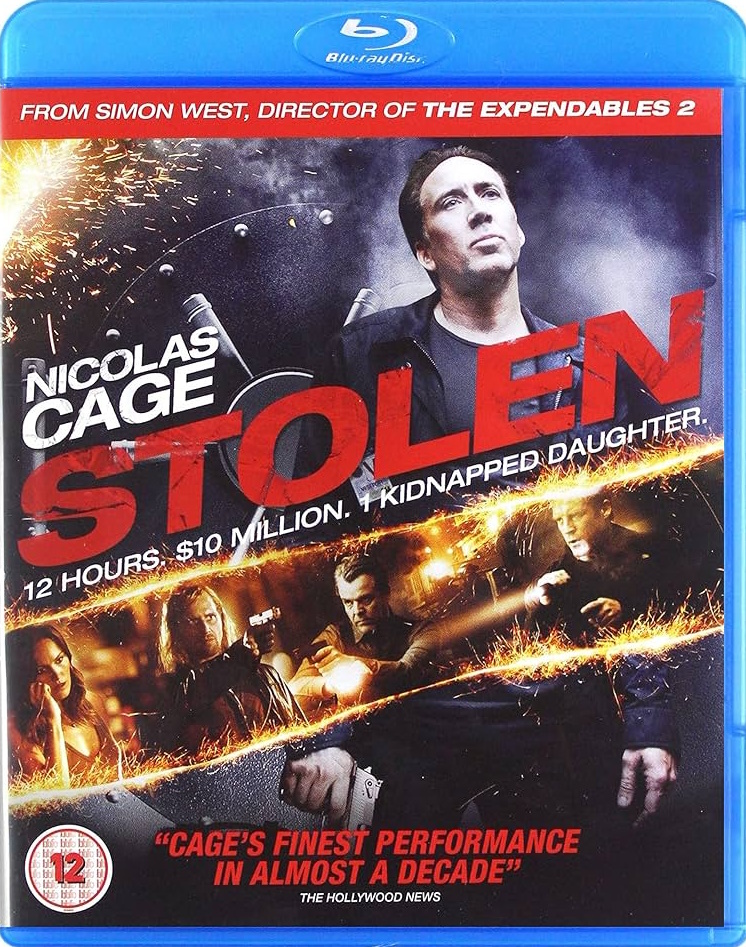 Blu-ray Disc
FROM SIMON WEST, DIRECTOR OF THE EXPENDABLES 2
NICOLAS
CAGE
STOLEN
12 HOURS. $10 MILLION. 1 KIDNAPPED DAUGHTER.
12
"CAGE'S FINEST PERFORMANCE
IN ALMOST A DECADE"
THE HOLLYWOOD NEWS